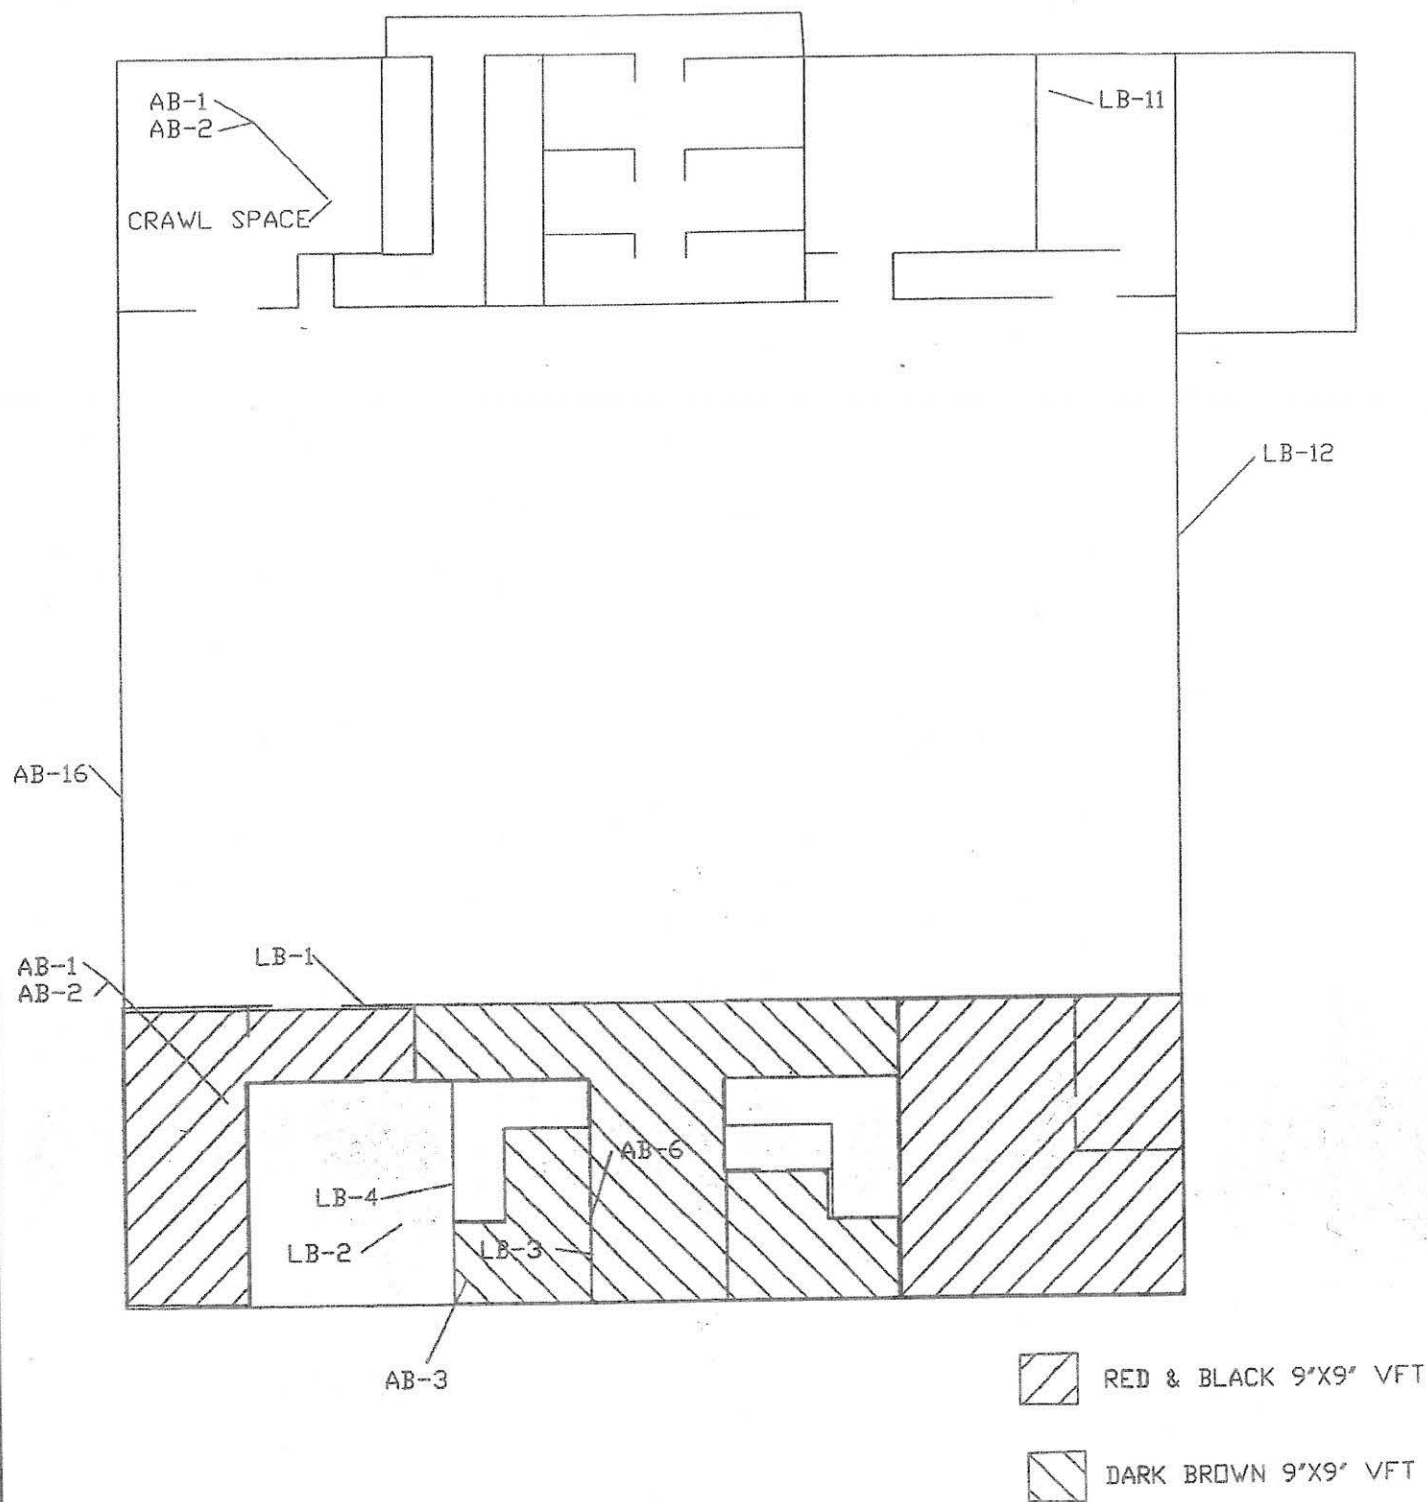 AB-1
AB-2
CRAWL SPACE
LB-11
LB-12
AB-16
AB-1
AB-2
LB-1
AB-6
LB-4
LB-2
LB-3
AB-3
RED & BLACK 9"X9" VFT
DARK BROWN 9"X9" VFT